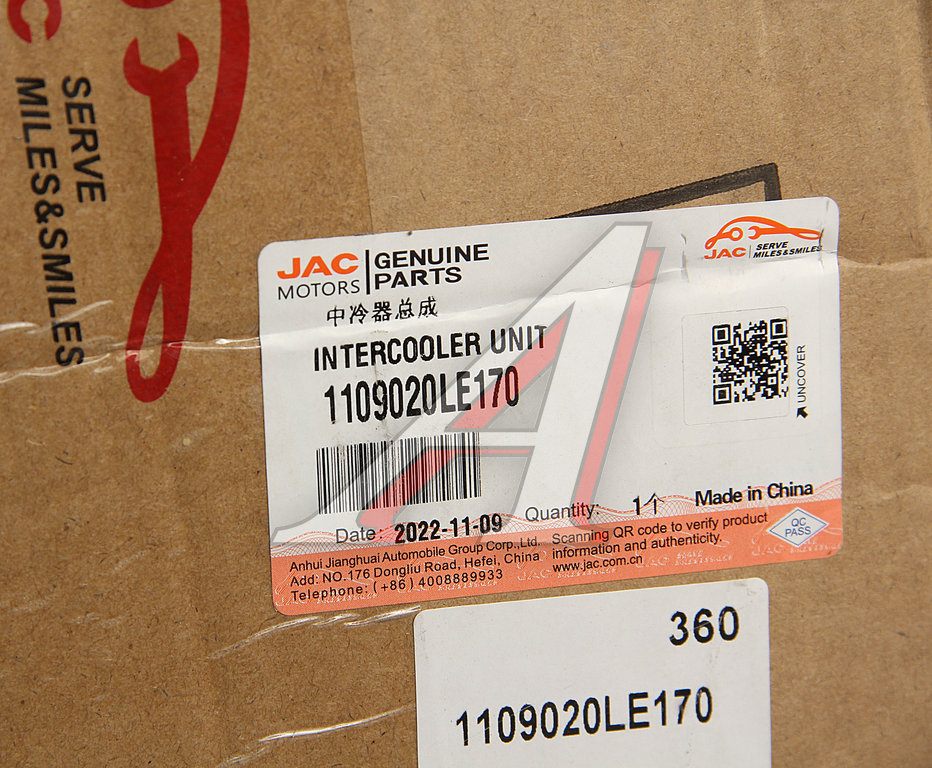 SERVE
MILES&SMILES
JAC
MOTORS
GENUINE
PARTS
JAC
SERVE
MILES&SMILES
中冷器总成
INTERCOOLER UNIT
1109020LE170
UNCOVER
Date: 2022-11-09
Quantity: 1个
Made in China
Anhui Jianghuai Automobile Group Corp.,Ltd.
Add: NO.176 Dongliu Road, Hefei, China
Telephone: (+86) 4008889933
Scanning QR code to verify product
information and authenticity.
www.jac.com.cn
QC
PASS
360
1109020LE170